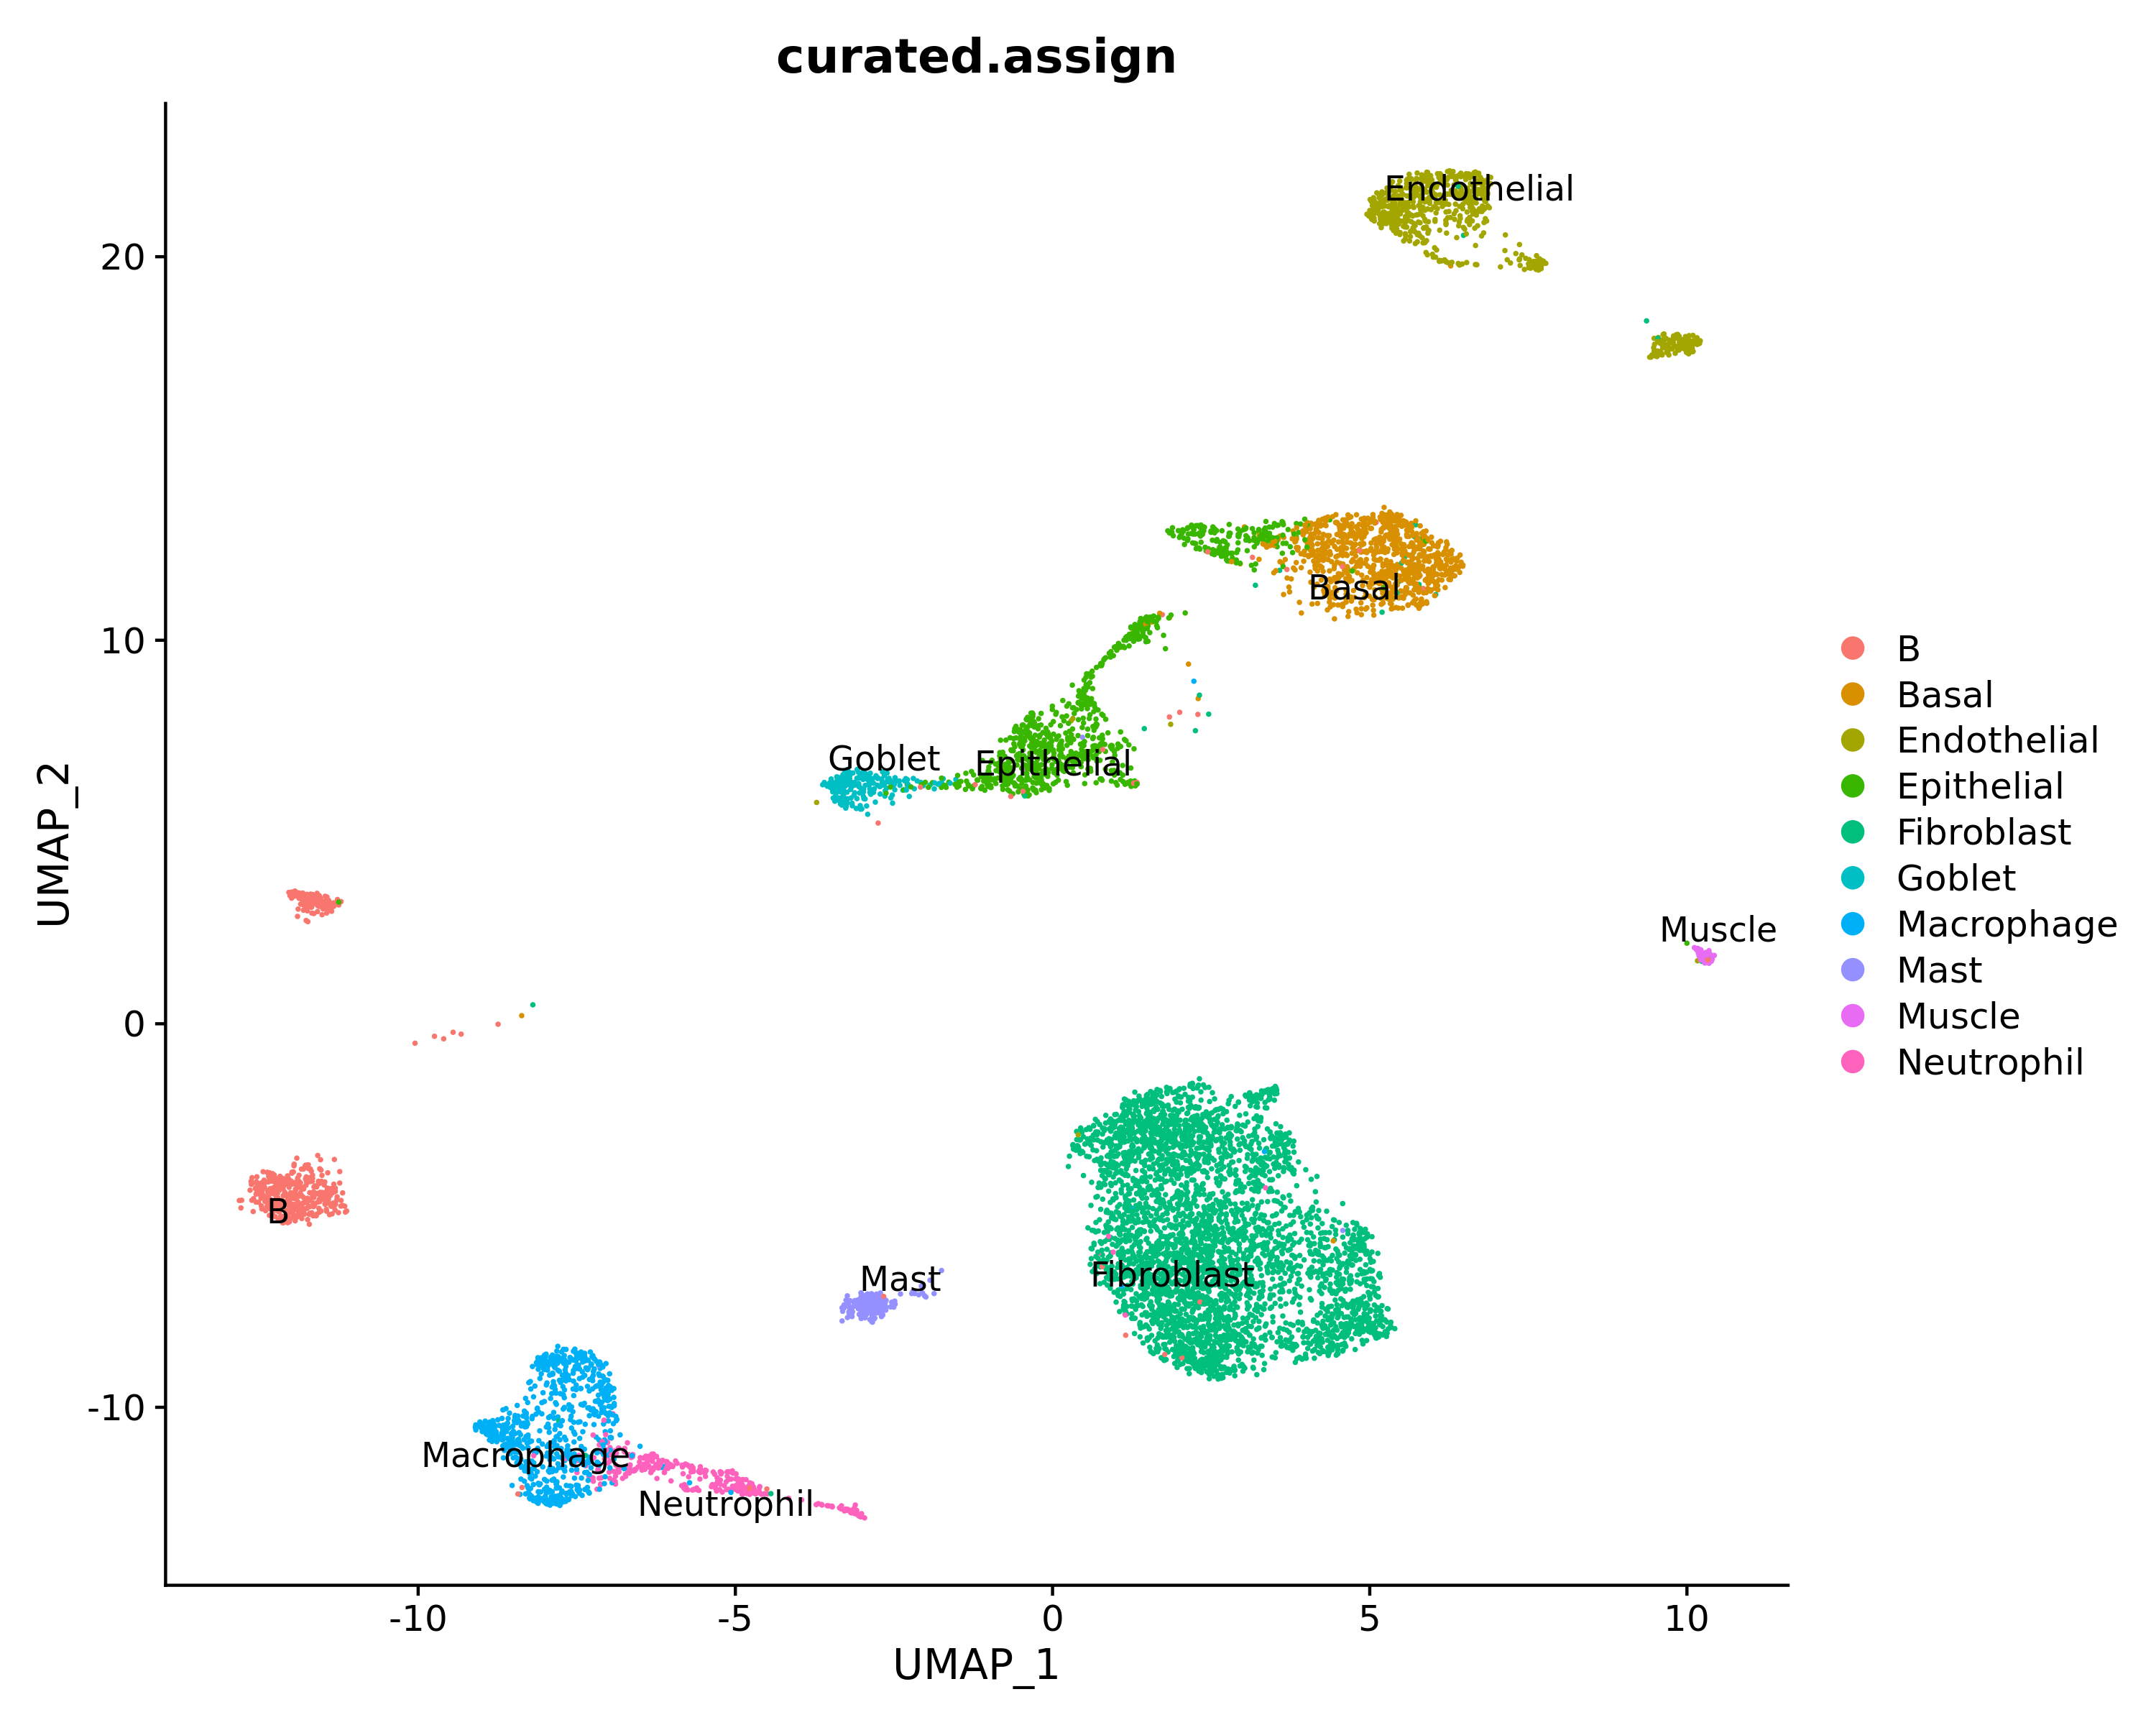 curated.assign
Endothelial
20
Basal
10
Goblet
Epithelial
Muscle
0
B
Mast
Fibroblast
-10
Macrophage
Neutrophil
-10
-5
0
5
10
UMAP_1
UMAP_2
B
Basal
Endothelial
Epithelial
Fibroblast
Goblet
Macrophage
Mast
Muscle
Neutrophil